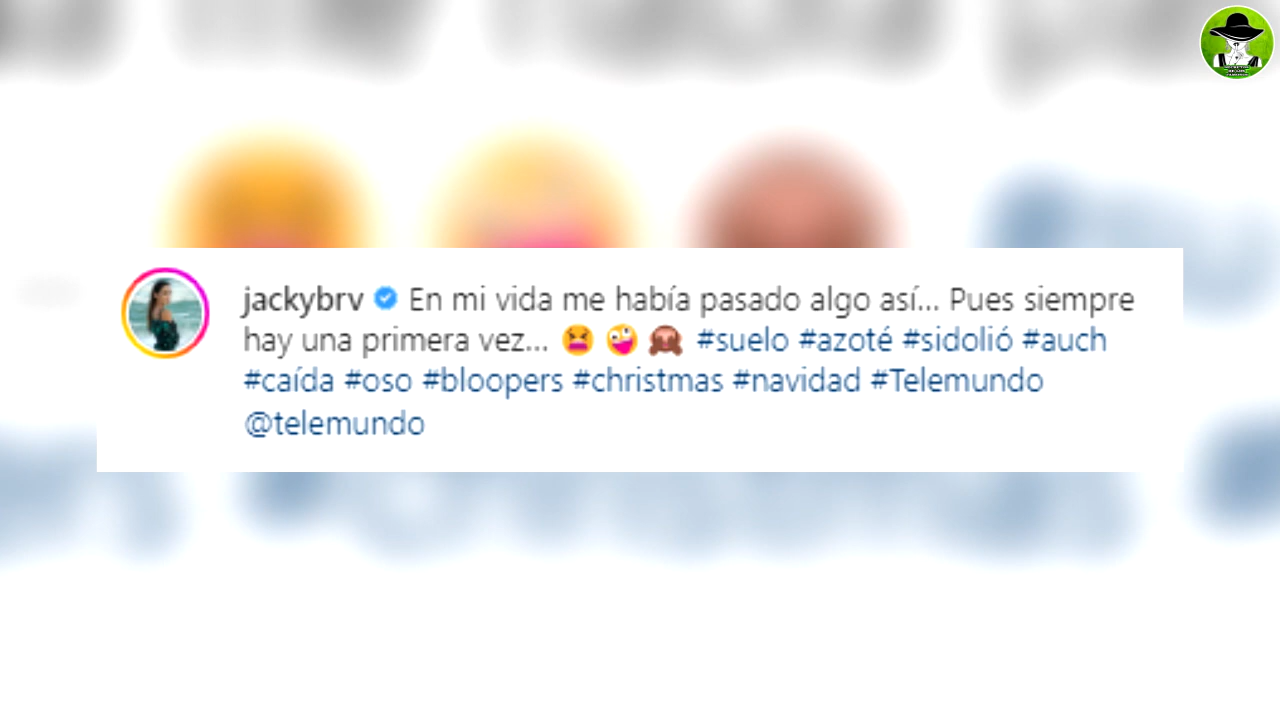 jackybrv En mi vida me había pasado algo así... Pues siempre
hay una primera vez... 😫 🤪 🙈 #suelo #azoté #sidolió #auch
#caída #oso #bloopers #christmas #navidad #Telemundo
@telemundo